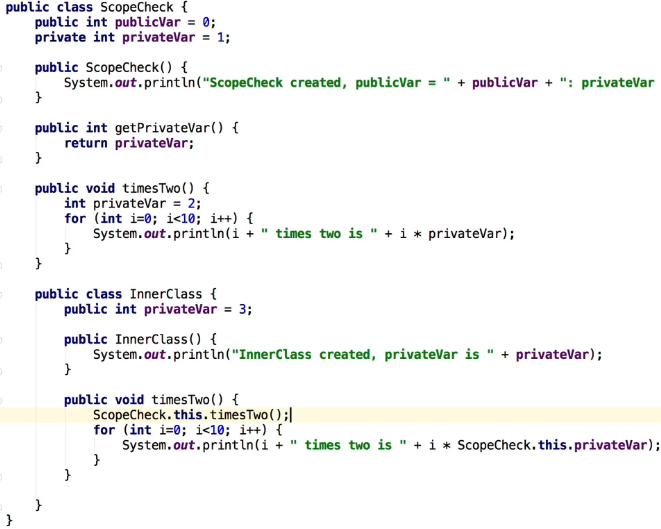 public class ScopeCheck {
    public int publicVar = 0;
    private int privateVar = 1;

    public ScopeCheck() {
        System.out.println("ScopeCheck created, publicVar = " + publicVar + ": privateVar
    }

    public int getPrivateVar() {
        return privateVar;
    }

    public void timesTwo() {
        int privateVar = 2;
        for (int i=0; i<10; i++) {
            System.out.println(i + " times two is " + i * privateVar);
        }
    }

    public class InnerClass {
        public int privateVar = 3;

        public InnerClass() {
            System.out.println("InnerClass created, privateVar is " + privateVar);
        }

        public void timesTwo() {
            ScopeCheck.this.timesTwo();
            for (int i=0; i<10; i++) {
                System.out.println(i + " times two is " + i * ScopeCheck.this.privateVar);
            }
        }

    }
}